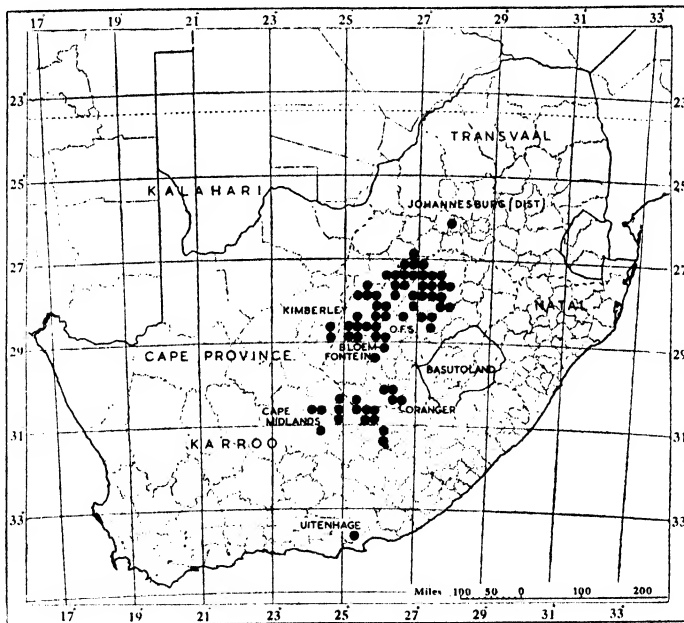 17 19 21 23 25 27 29 31 33
23 23
TRANSVAAL
KALAHARI
25 25
JOHANNESBURG (DIST)
27 27
KIMBERLEY
NATAL
O.F.S.
BLOEM
FONTEIN
29 29
CAPE PROVINCE
BASUTOLAND
ORANGE R
CAPE
MIDLANDS
KARROO
31 31
33 33
UITENHAGE
Miles 100 50 0 100 200
17 19 21 23 25 27 29 31 33